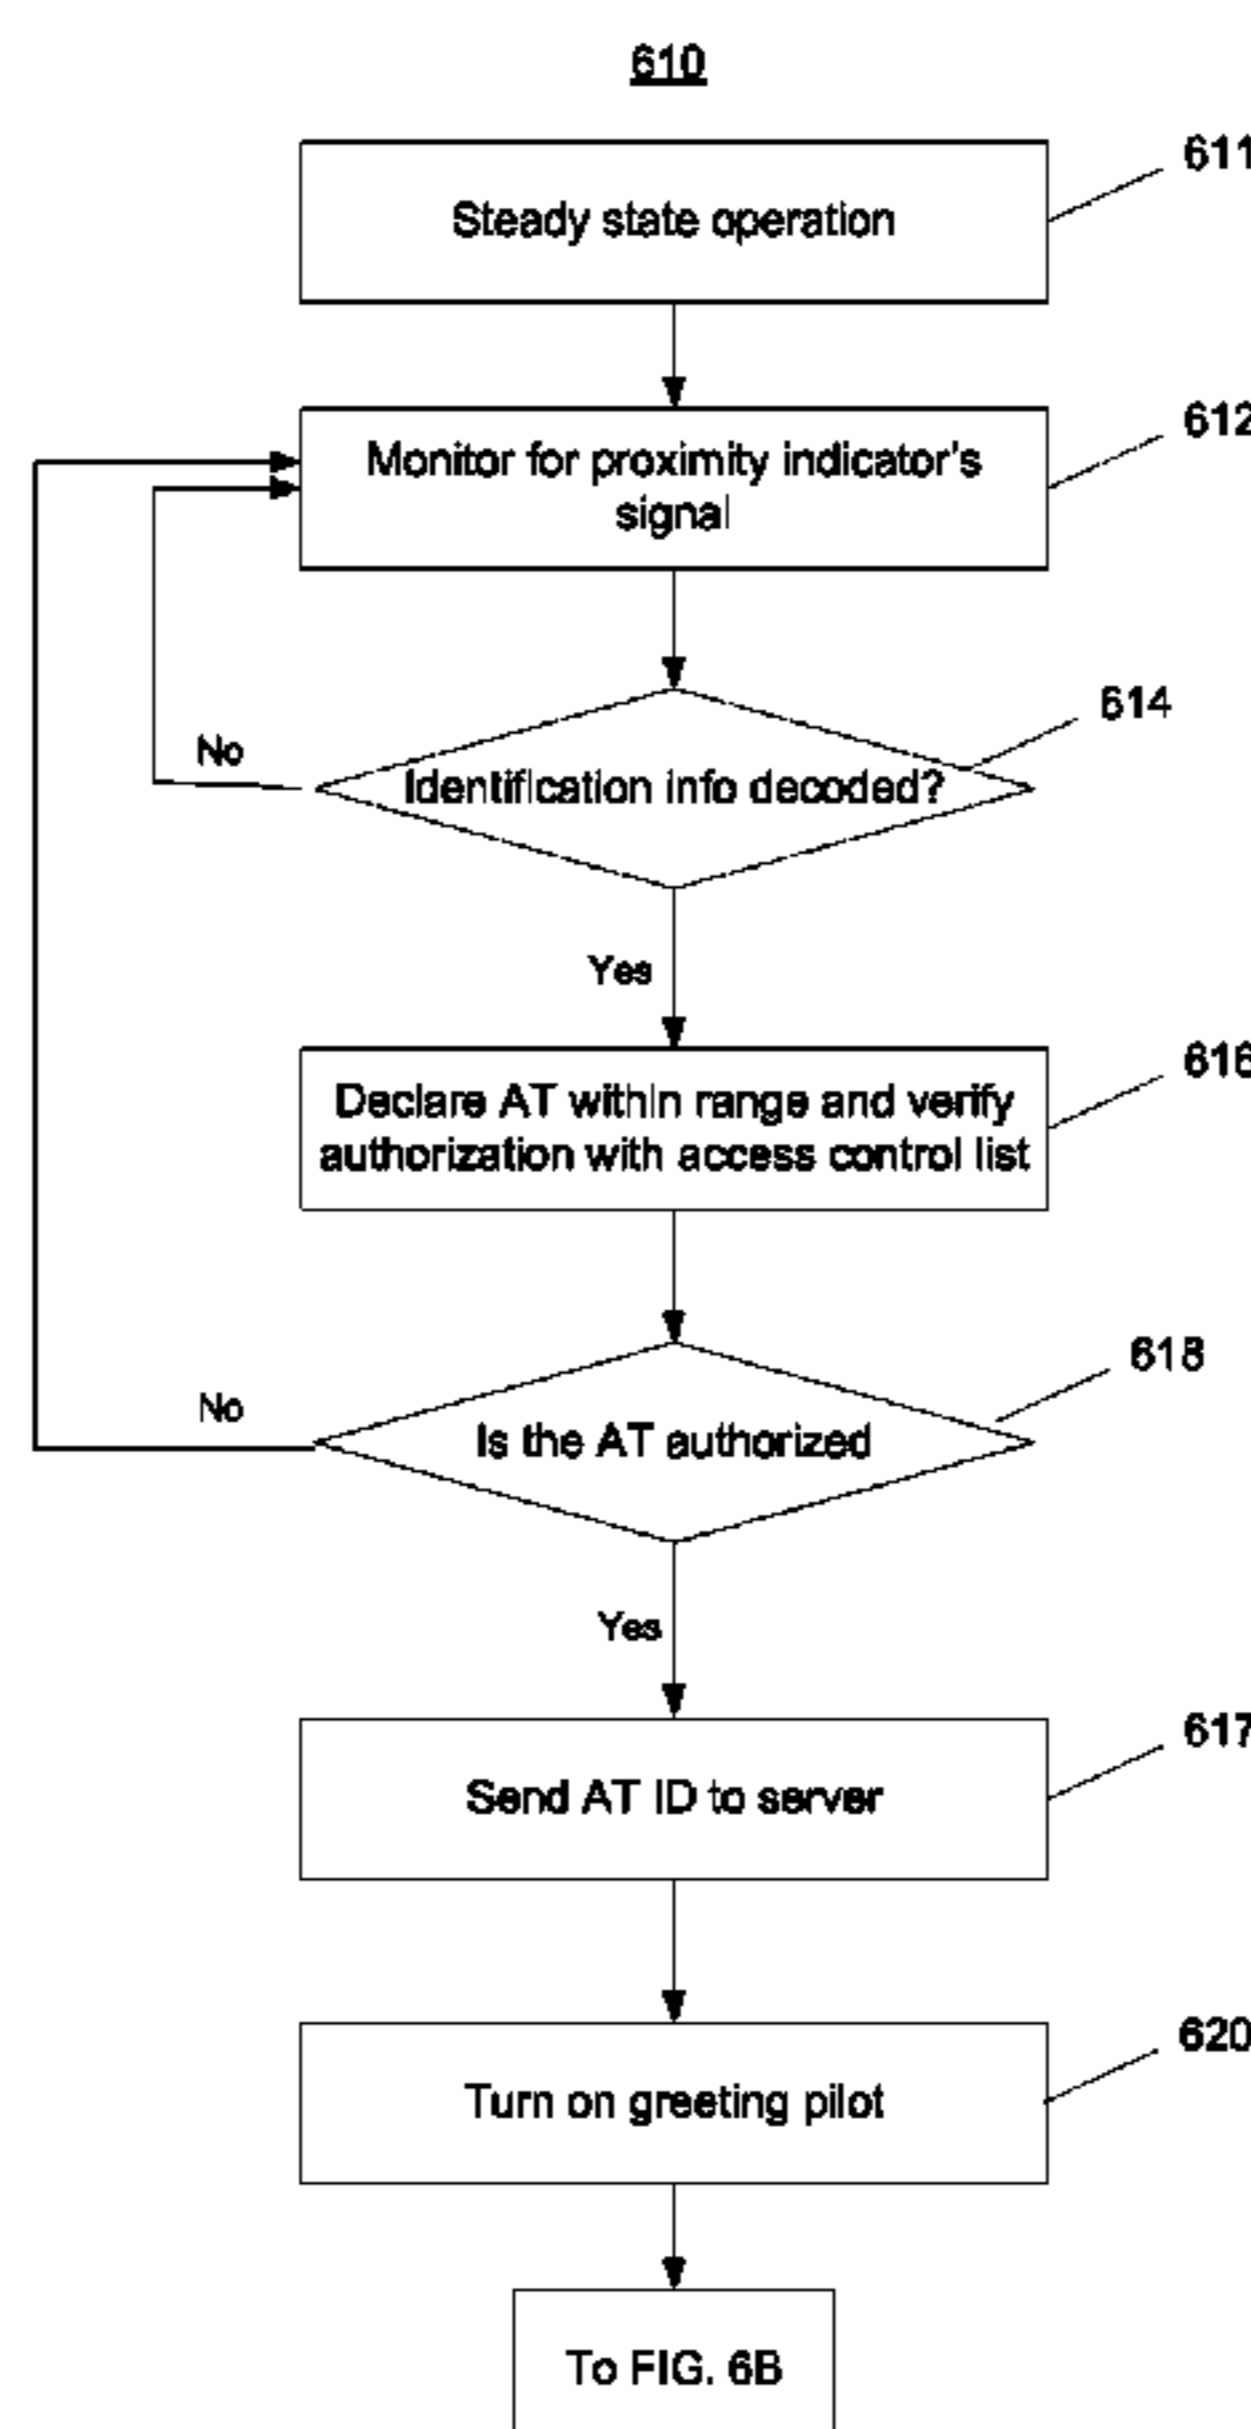 610
611
Steady state operation
612
Monitor for proximity indicator's
signal
614
No
Identification info decoded?
Yes
616
Declare AT within range and verify
authorization with access control list
618
No
Is the AT authorized
Yes
617
Send AT ID to server
620
Turn on greeting pilot
To FIG. 6B